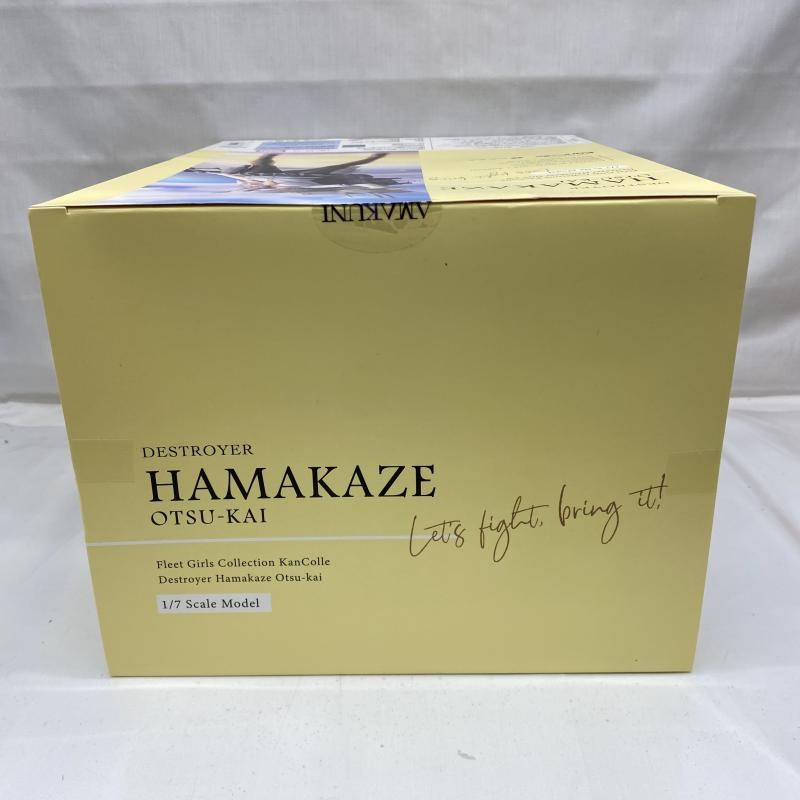 HAMAKAZE
AMAKUNI
DESTROYER
HAMAKAZE
OTSU-KAI
Let's fight, bring it!
Fleet Girls Collection KanColle
Destroyer Hamakaze Otsu-kai
1/7 Scale Model